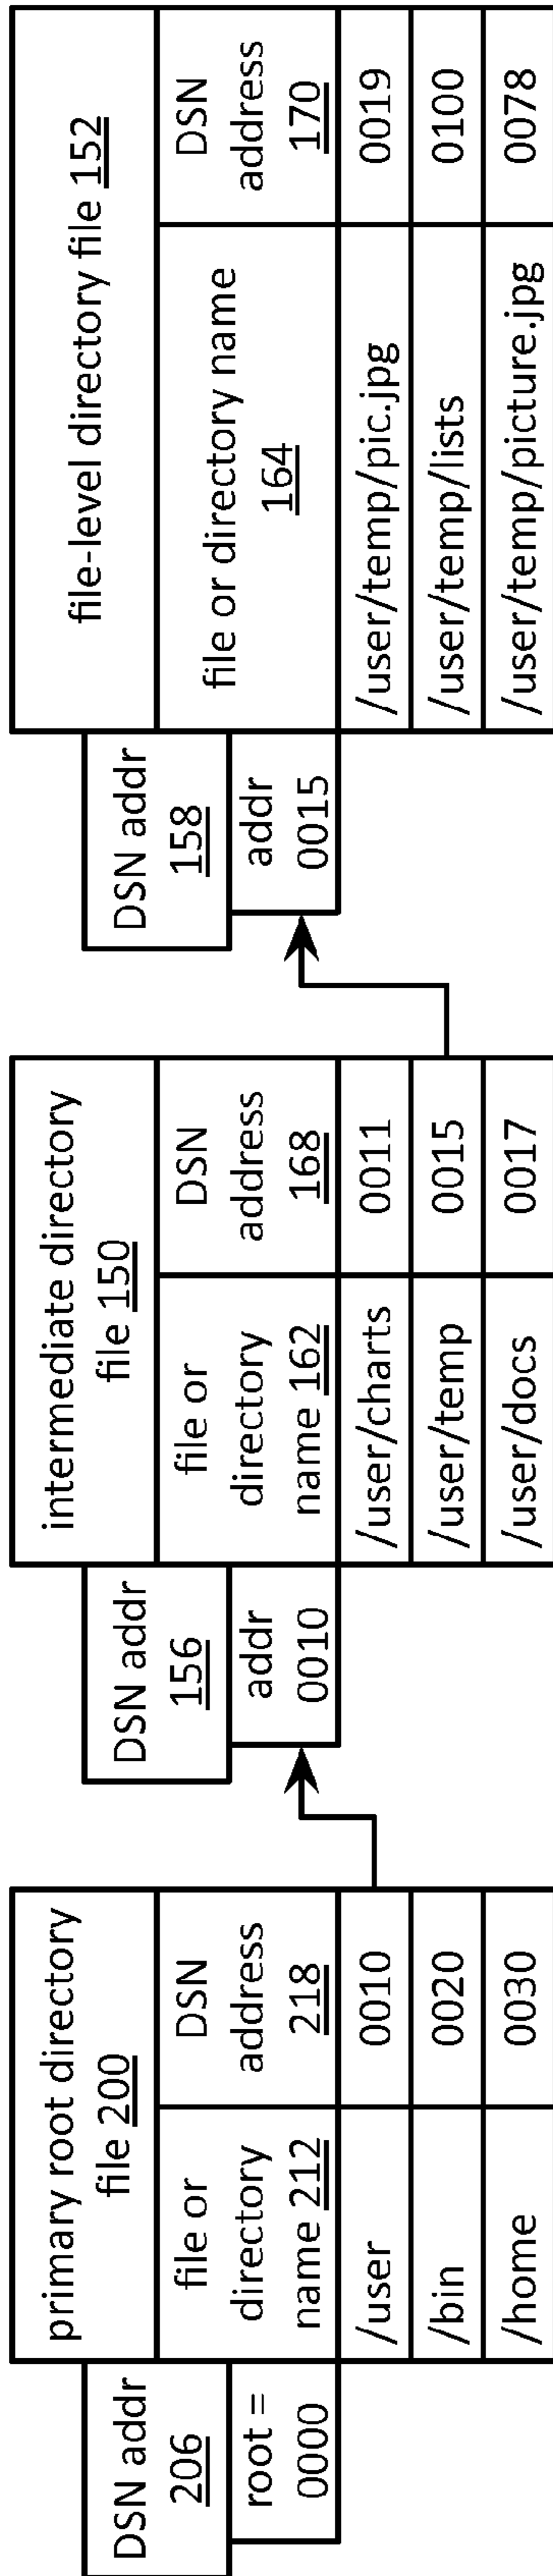 DSN addr
206
root =
0000
primary root directory
file 200
file or
directory
name 212
DSN
address
218
/user
0010
/bin
0020
/home
0030
DSN addr
156
addr
0010
intermediate directory
file 150
file or
directory
name 162
DSN
address
168
/user/charts
0011
/user/temp
0015
/user/docs
0017
DSN addr
158
addr
0015
file-level directory file 152
file or directory name
164
DSN
address
170
/user/temp/pic.jpg
0019
/user/temp/lists
0100
/user/temp/picture.jpg
0078